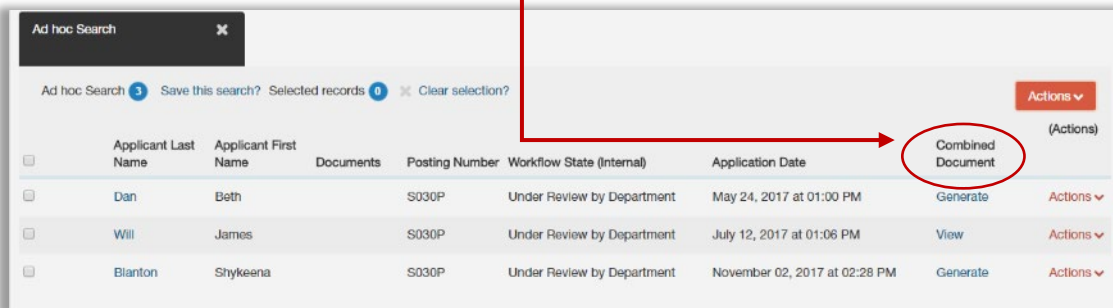 Ad hoc Search ✖
Ad hoc Search 3 Save this search? Selected records 0 ✖ Clear selection?
Actions
(Actions)
Applicant Last Name Applicant First Name Documents Posting Number Workflow State (Internal) Application Date Combined Document
Dan Beth S030P Under Review by Department May 24, 2017 at 01:00 PM Generate Actions
Will James S030P Under Review by Department July 12, 2017 at 01:06 PM View Actions
Blanton Shykeena S030P Under Review by Department November 02, 2017 at 02:28 PM Generate Actions